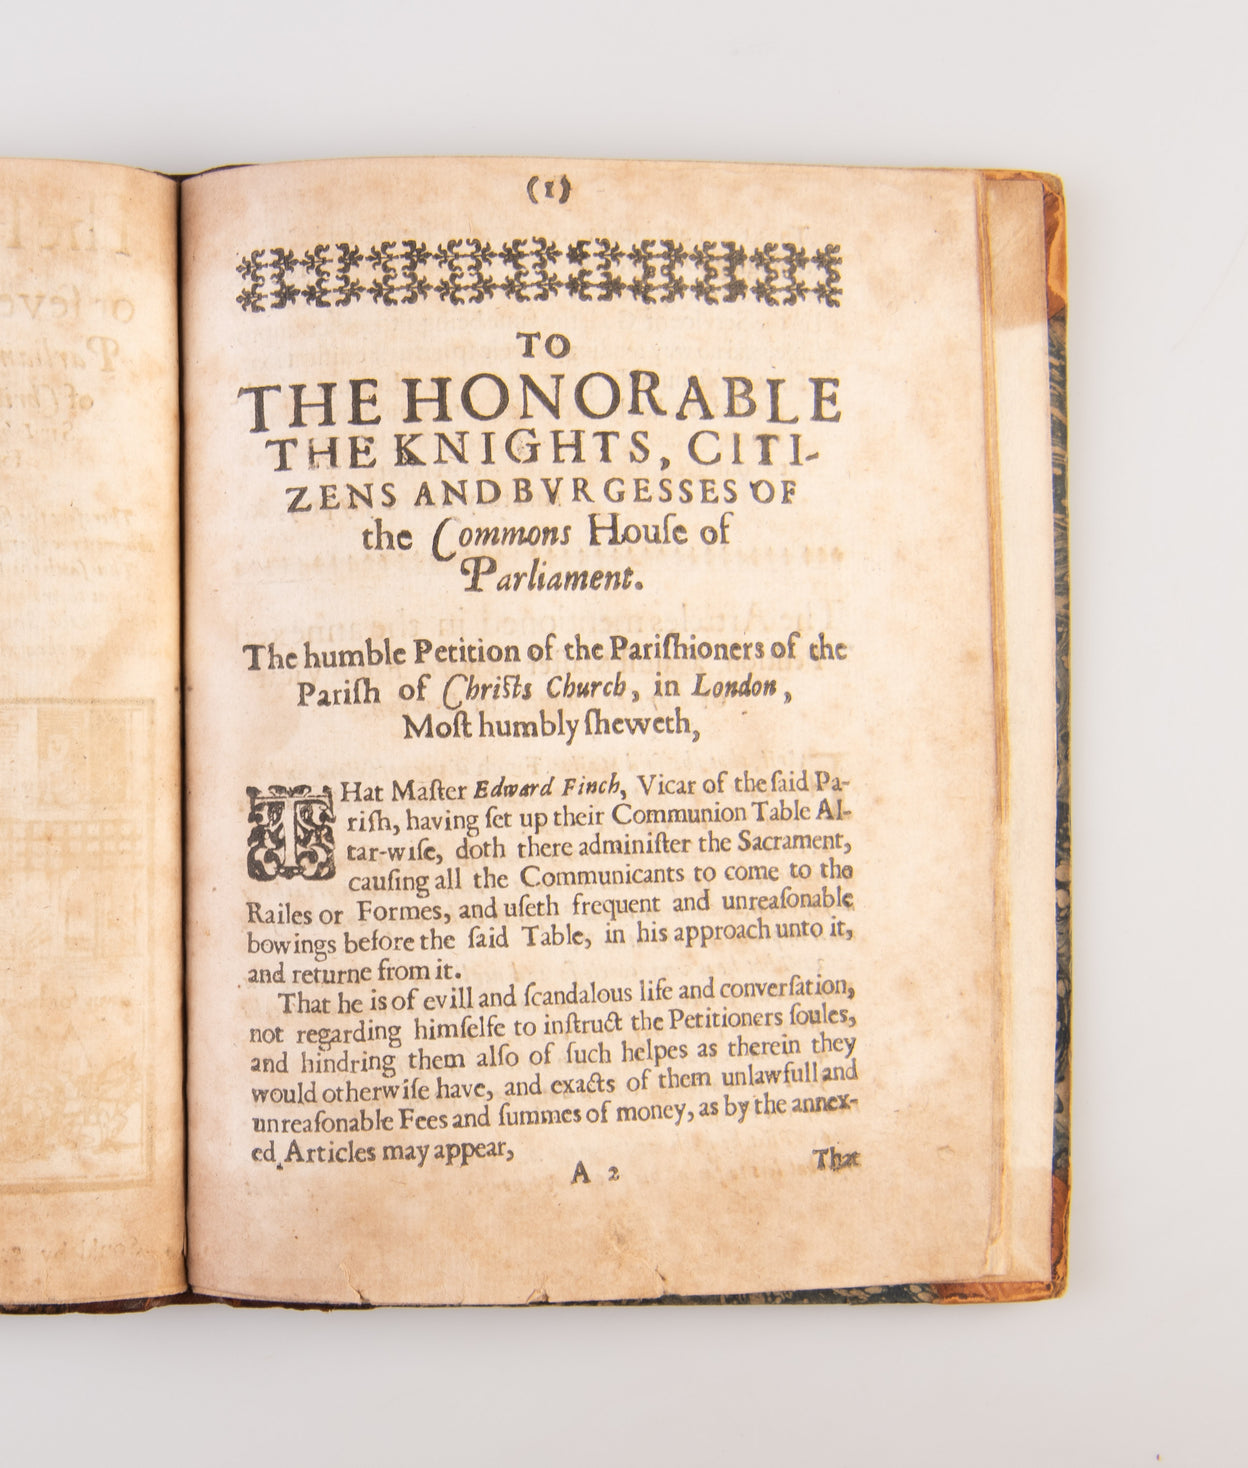 (1)
TO
THE HONORABLE
THE KNIGHTS, CITI-
ZENS AND BVRGESSES OF
the Commons Houſe of
Parliament.
The humble Petition of the Pariſhioners of the
Pariſh of Chriſts Church, in London,
Moſt humbly ſheweth,
THat Maſter Edward Finch, Vicar of the ſaid Pa-
riſh, having ſet up their Communion Table Al-
tar-wiſe, doth there adminiſter the Sacrament,
cauſing all the Communicants to come to the
Railes or Formes, and uſeth frequent and unreaſonable
bowings before the ſaid Table, in his approach unto it,
and returne from it.
That he is of evill and ſcandalous life and converſation,
not regarding himſelfe to inſtruct the Petitioners ſoules,
and hindring them alſo of ſuch helpes as therein they
would otherwiſe have, and exacts of them unlawfull and
unreaſonable Fees and ſummes of money, as by the annex-
ed Articles may appear,
A 2 That